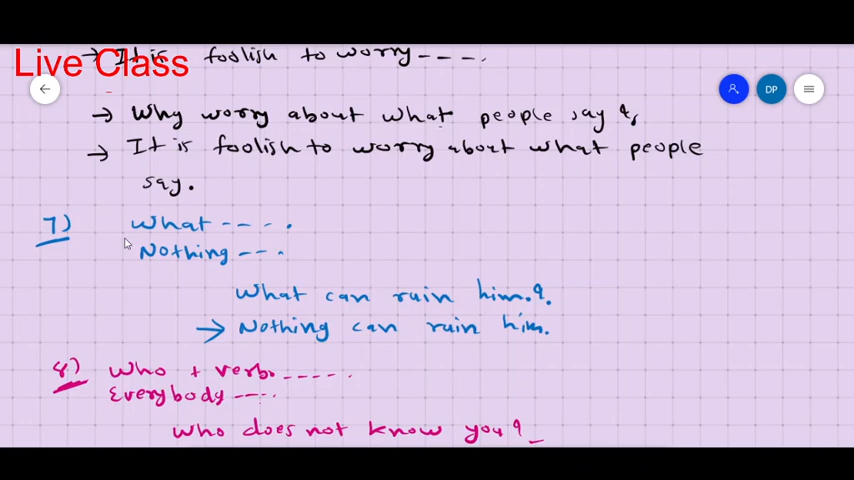 → It is foolish to worry ----.
Live Class
DP
→ Why worry about what people say ?
→ It is foolish to worry about what people
say.
7) What ----.
Nothing --- .
What can ruin him.?.
→ Nothing can ruin him.
8) Who + verb -----.
Everybody ----.
Who does not know you?